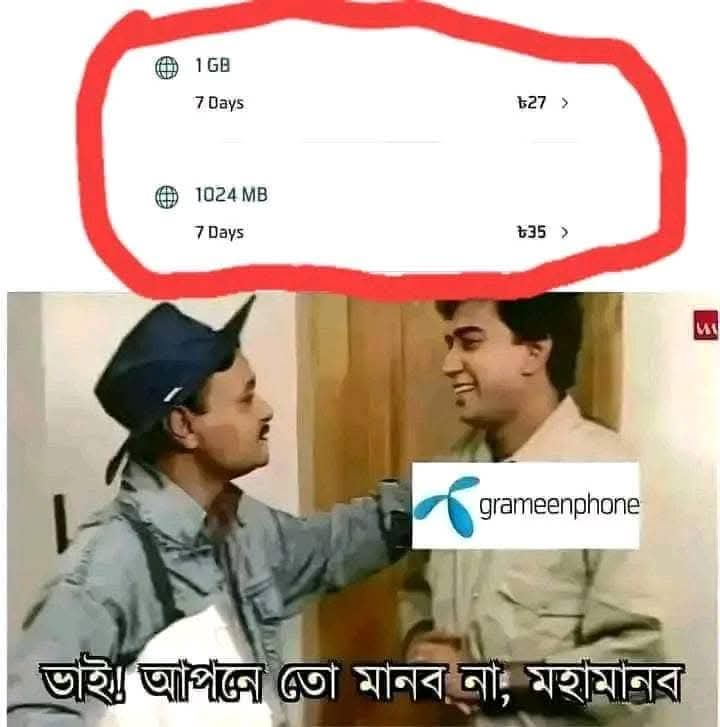 1 GB
7 Days ৳27 >
1024 MB
7 Days ৳35 >
grameenphone
ভাই! আপনে তো মানব না, মহামানব